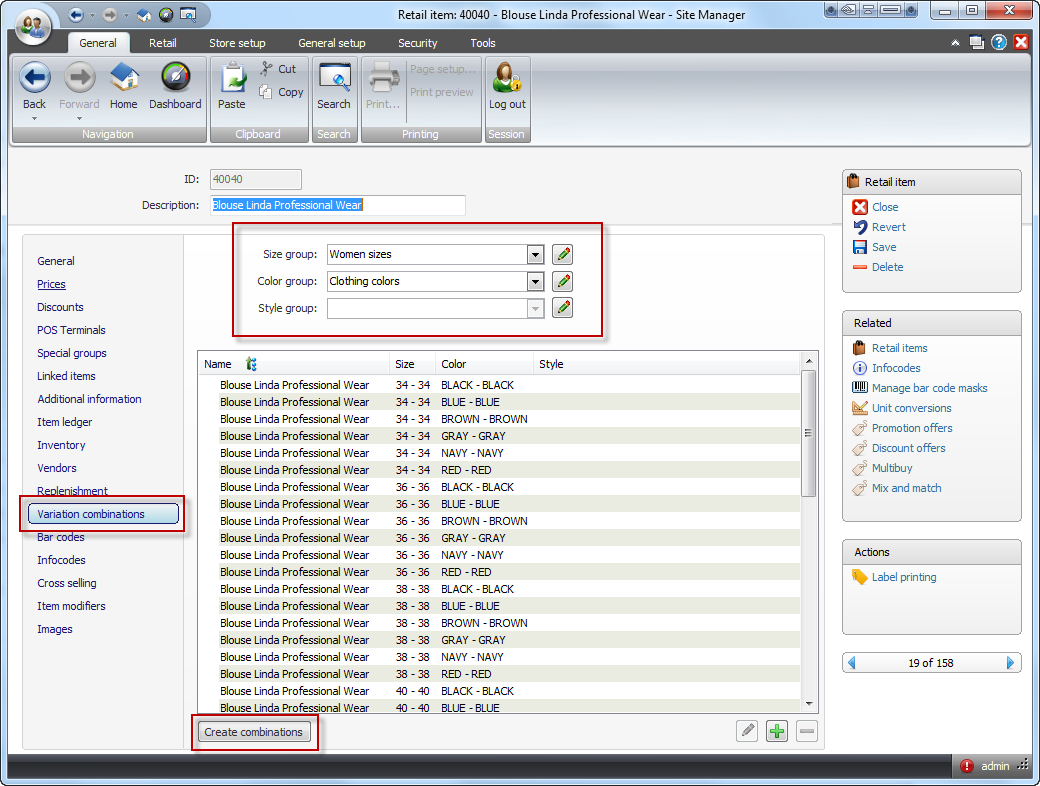 Retail item: 40040 - Blouse Linda Professional Wear - Site Manager
General Retail Store setup General setup Security Tools
Back Forward Home Dashboard
Navigation
Paste Cut Copy
Clipboard
Search
Search
Print... Page setup... Print preview
Printing
Log out
Session
ID: 40040
Description: Blouse Linda Professional Wear
General
Prices
Discounts
POS Terminals
Special groups
Linked items
Additional information
Item ledger
Inventory
Vendors
Replenishment
Variation combinations
Bar codes
Infocodes
Cross selling
Item modifiers
Images
Size group: Women sizes
Color group: Clothing colors
Style group:
Name Size Color Style
Blouse Linda Professional Wear 34 - 34 BLACK - BLACK
Blouse Linda Professional Wear 34 - 34 BLUE - BLUE
Blouse Linda Professional Wear 34 - 34 BROWN - BROWN
Blouse Linda Professional Wear 34 - 34 GRAY - GRAY
Blouse Linda Professional Wear 34 - 34 NAVY - NAVY
Blouse Linda Professional Wear 34 - 34 RED - RED
Blouse Linda Professional Wear 36 - 36 BLACK - BLACK
Blouse Linda Professional Wear 36 - 36 BLUE - BLUE
Blouse Linda Professional Wear 36 - 36 BROWN - BROWN
Blouse Linda Professional Wear 36 - 36 GRAY - GRAY
Blouse Linda Professional Wear 36 - 36 NAVY - NAVY
Blouse Linda Professional Wear 36 - 36 RED - RED
Blouse Linda Professional Wear 38 - 38 BLACK - BLACK
Blouse Linda Professional Wear 38 - 38 BLUE - BLUE
Blouse Linda Professional Wear 38 - 38 BROWN - BROWN
Blouse Linda Professional Wear 38 - 38 GRAY - GRAY
Blouse Linda Professional Wear 38 - 38 NAVY - NAVY
Blouse Linda Professional Wear 38 - 38 RED - RED
Blouse Linda Professional Wear 40 - 40 BLACK - BLACK
Blouse Linda Professional Wear 40 - 40 BLUE - BLUE
Create combinations
Retail item
Close
Revert
Save
Delete
Related
Retail items
Infocodes
Manage bar code masks
Unit conversions
Promotion offers
Discount offers
Multibuy
Mix and match
Actions
Label printing
19 of 158
admin